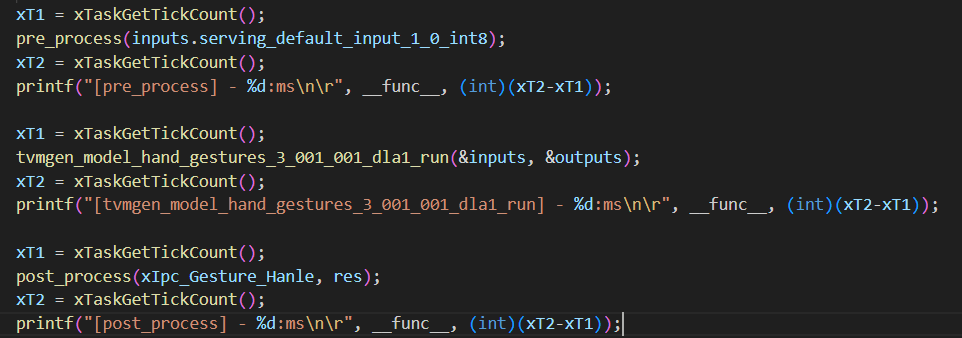 xT1 = xTaskGetTickCount();
pre_process(inputs.serving_default_input_1_0_int8);
xT2 = xTaskGetTickCount();
printf("[pre_process] - %d:ms\n\r", __func__, (int)(xT2-xT1));
xT1 = xTaskGetTickCount();
tvmgen_model_hand_gestures_3_001_001_dla1_run(&inputs, &outputs);
xT2 = xTaskGetTickCount();
printf("[tvmgen_model_hand_gestures_3_001_001_dla1_run] - %d:ms\n\r", __func__, (int)(xT2-xT1));
xT1 = xTaskGetTickCount();
post_process(xIpc_Gesture_Hanle, res);
xT2 = xTaskGetTickCount();
printf("[post_process] - %d:ms\n\r", __func__, (int)(xT2-xT1));